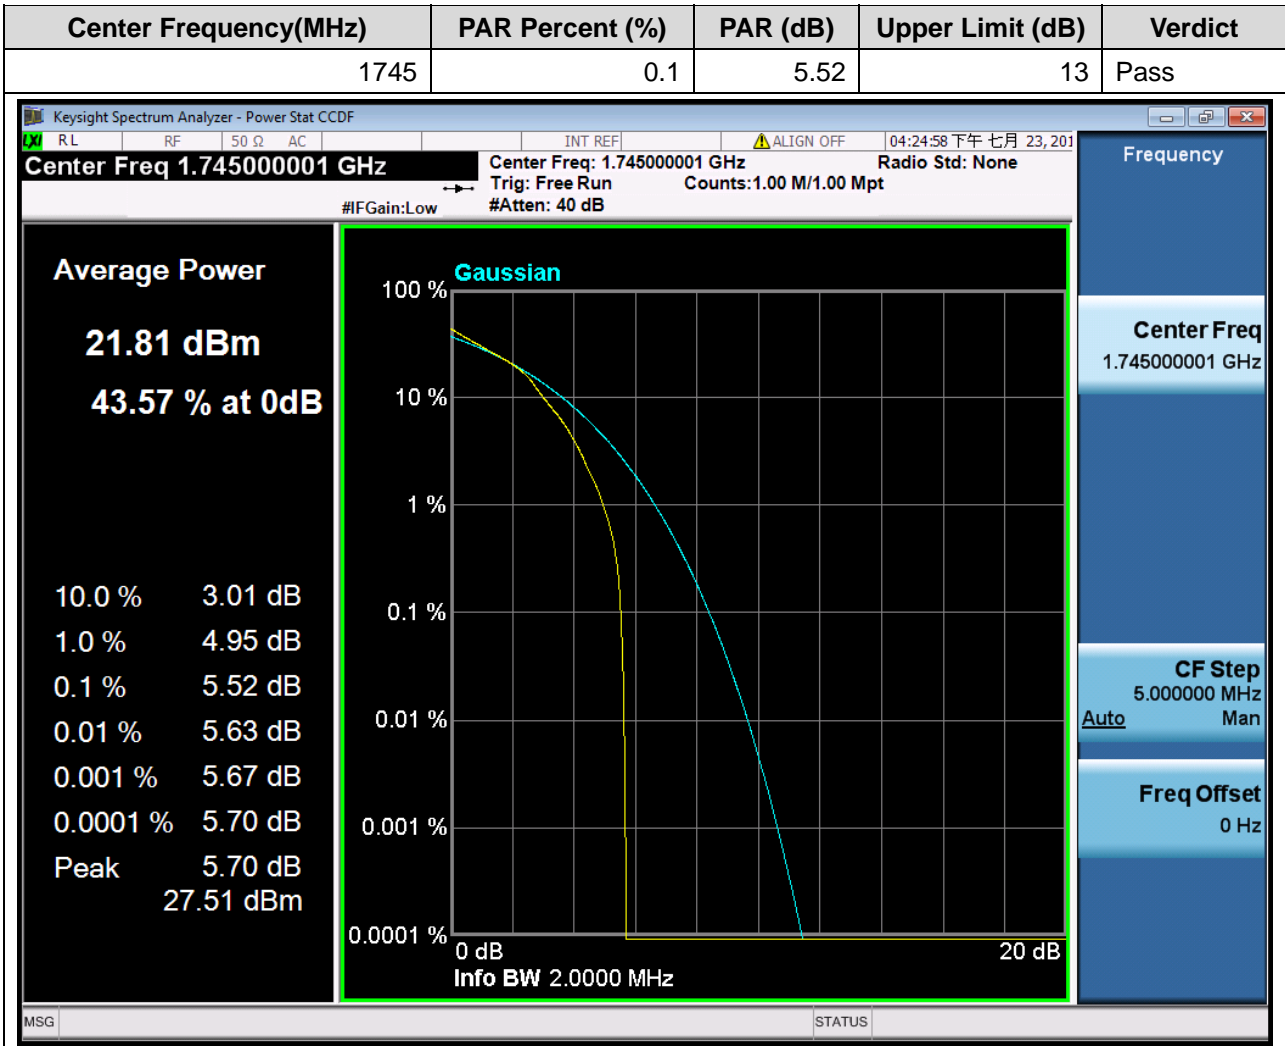 Center Frequency(MHz) PAR Percent (%) PAR (dB) Upper Limit (dB) Verdict
1745 0.1 5.52 13 Pass
Keysight Spectrum Analyzer - Power Stat CCDF
LXI RL RF 50 Ω AC INT REF ALIGN OFF 04:24:58 下午 七月 23, 201
Center Freq 1.745000001 GHz
Center Freq: 1.745000001 GHz Radio Std: None
Trig: Free Run Counts:1.00 M/1.00 Mpt
#IFGain:Low #Atten: 40 dB
Average Power
21.81 dBm
43.57 % at 0dB
10.0 % 3.01 dB
1.0 % 4.95 dB
0.1 % 5.52 dB
0.01 % 5.63 dB
0.001 % 5.67 dB
0.0001 % 5.70 dB
Peak 5.70 dB
27.51 dBm
Gaussian
100 %
10 %
1 %
0.1 %
0.01 %
0.001 %
0.0001 %
0 dB 20 dB
Info BW 2.0000 MHz
Frequency
Center Freq
1.745000001 GHz
CF Step
5.000000 MHz
Auto Man
Freq Offset
0 Hz
MSG STATUS